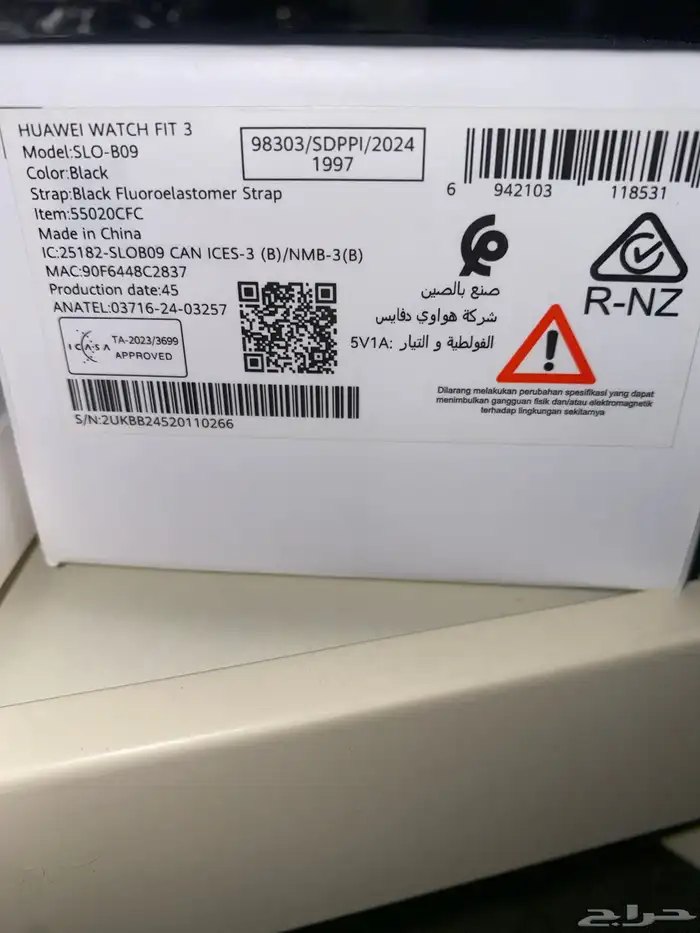 HUAWEI WATCH FIT 3
Model:SLO-B09
Color:Black
Strap:Black Fluoroelastomer Strap
Item:55020CFC
Made in China
IC:25182-SLOB09 CAN ICES-3 (B)/NMB-3(B)
MAC:90F6448C2837
Production date:45
ANATEL:03716-24-03257
ICASA
TA-2023/3699
APPROVED
S/N:2UKBB24520110266
98303/SDPPI/2024
1997
6 942103 118531
صنع بالصين
شركة هواوي دفايس
الفولطية و التيار :5V1A
R-NZ
Dilarang melakukan perubahan spesifikasi yang dapat
menimbulkan gangguan fisik dan/atau elektromagnetik
terhadap lingkungan sekitarnya
حراج